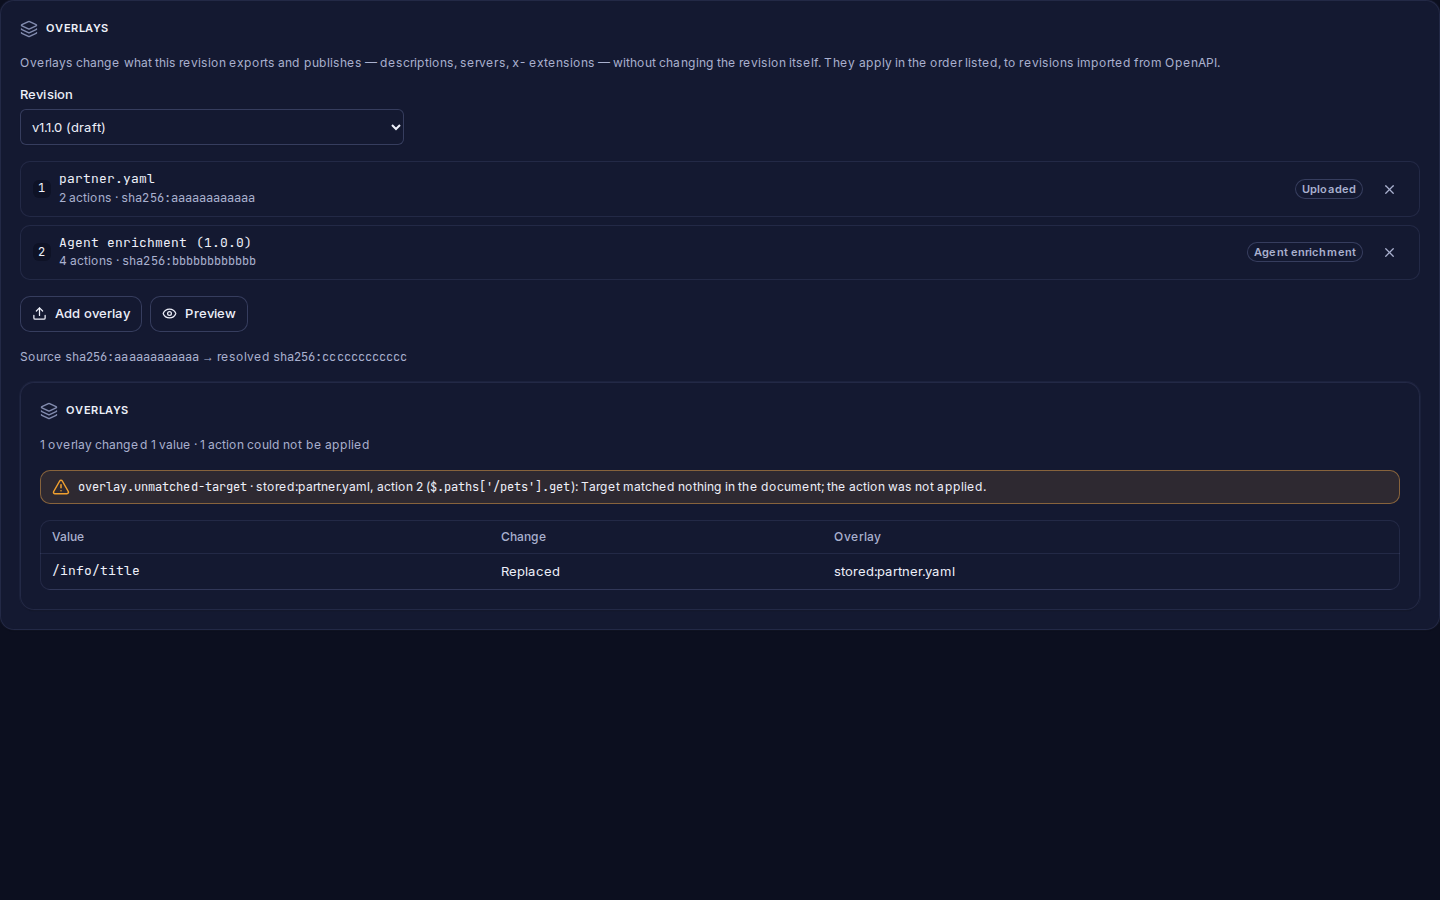 OVERLAYS
Overlays change what this revision exports and publishes — descriptions, servers, x- extensions — without changing the revision itself. They apply in the order listed, to revisions imported from OpenAPI.
Revision
v1.1.0 (draft)
1 partner.yaml Uploaded
2 actions · sha256:aaaaaaaaaaaa
2 Agent enrichment (1.0.0) Agent enrichment
4 actions · sha256:bbbbbbbbbbbb
Add overlay Preview
Source sha256:aaaaaaaaaaaa → resolved sha256:cccccccccccc
OVERLAYS
1 overlay changed 1 value · 1 action could not be applied
overlay.unmatched-target · stored:partner.yaml, action 2 ($.paths['/pets'].get): Target matched nothing in the document; the action was not applied.
Value Change Overlay
/info/title Replaced stored:partner.yaml